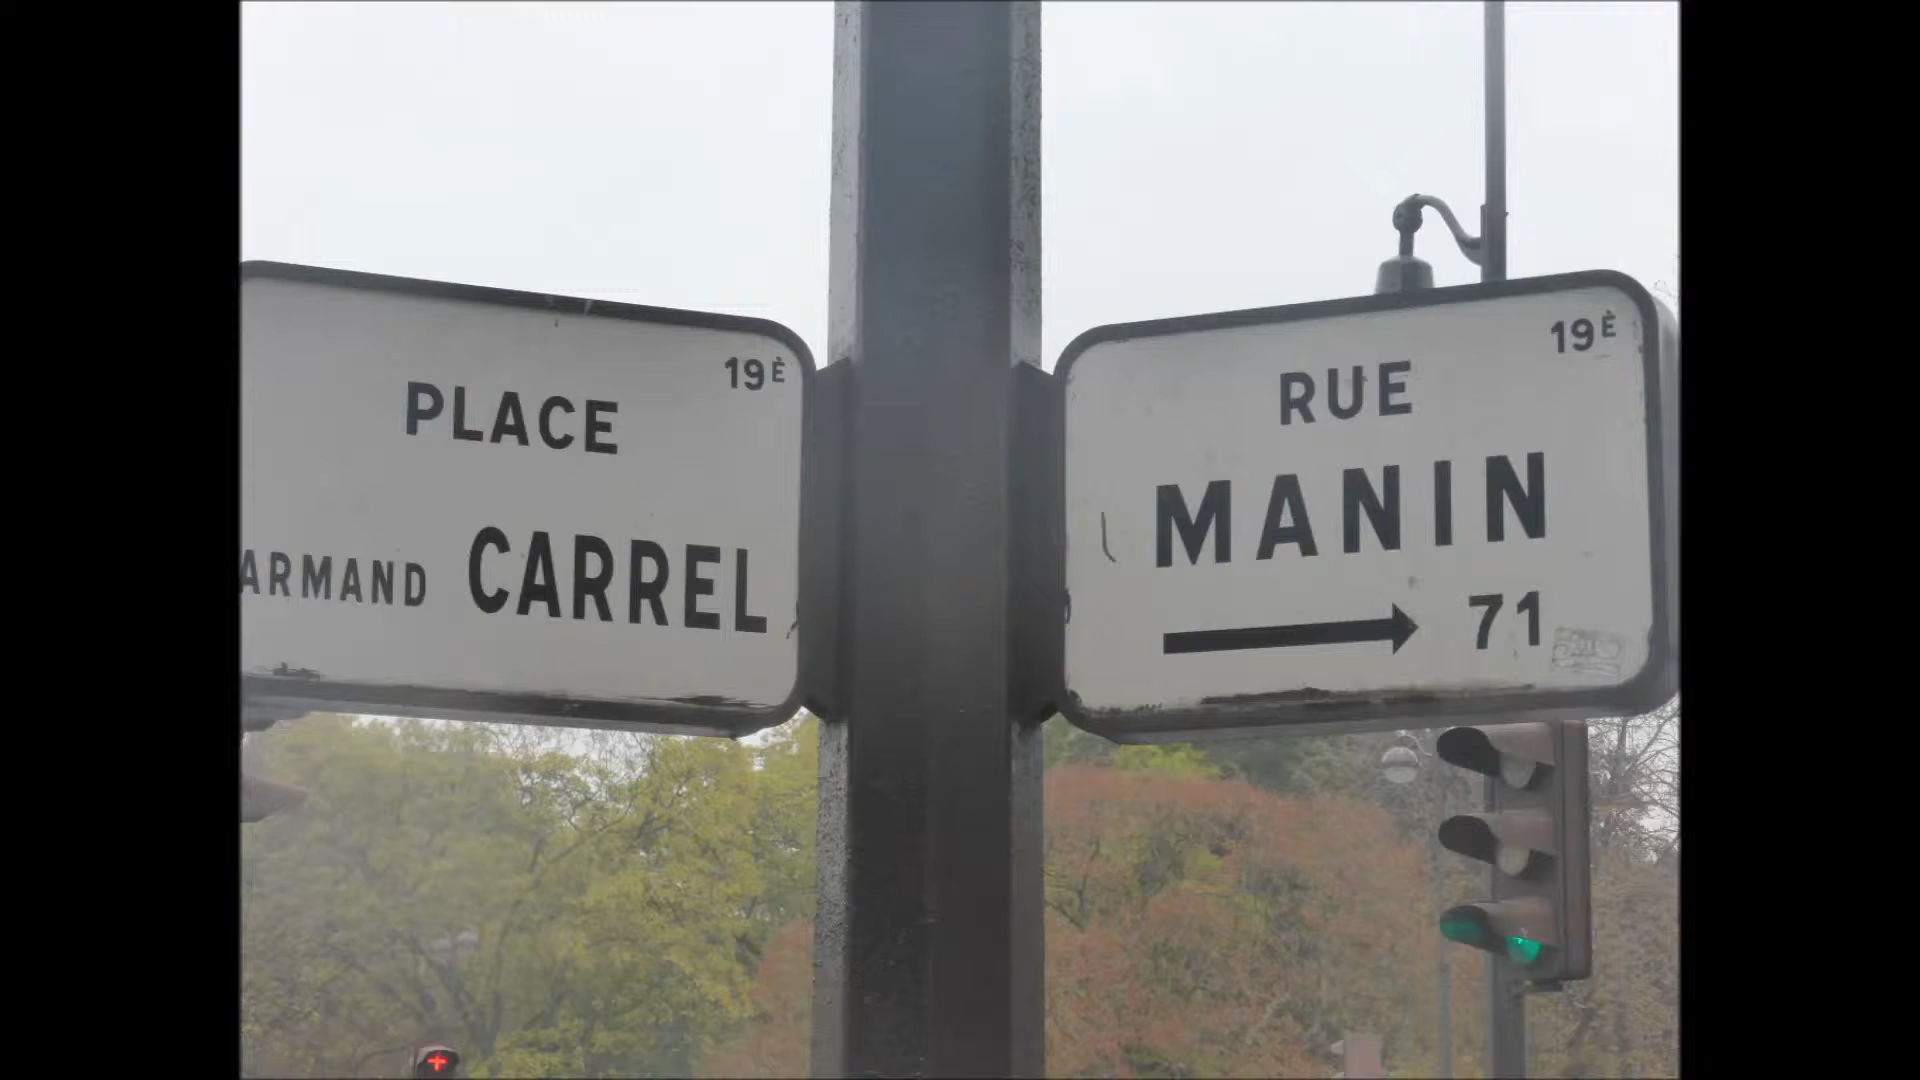 19È
PLACE
ARMAND CARREL
19È
RUE
MANIN
71